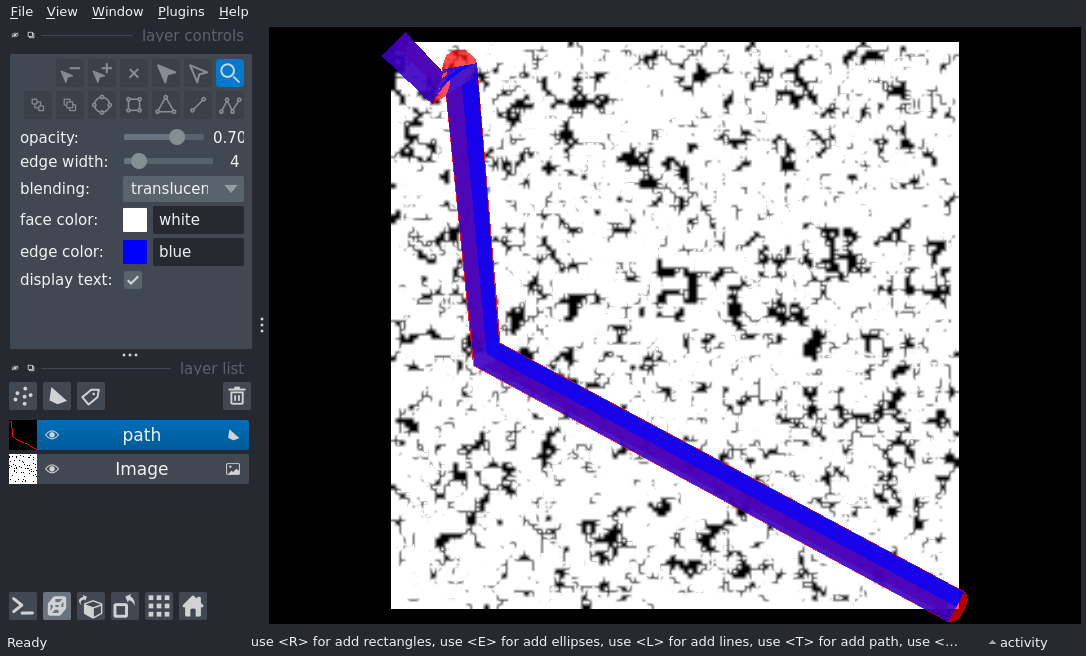 File View Window Plugins Help
layer controls
opacity: 0.70
edge width: 4
blending: translucen
face color: white
edge color: blue
display text:
layer list
path
Image
Ready use <R> for add rectangles, use <E> for add ellipses, use <L> for add lines, use <T> for add path, use <... activity